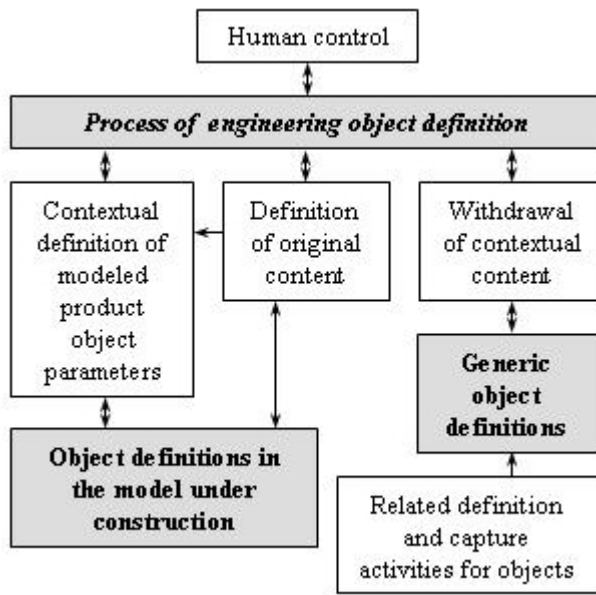 Human control
Process of engineering object definition
Contextual
definition of
modeled
product
object
parameters
Definition
of original
content
Withdrawal
of contextual
content
Generic
object
definitions
Object definitions in
the model under
construction
Related definition
and capture
activities for objects